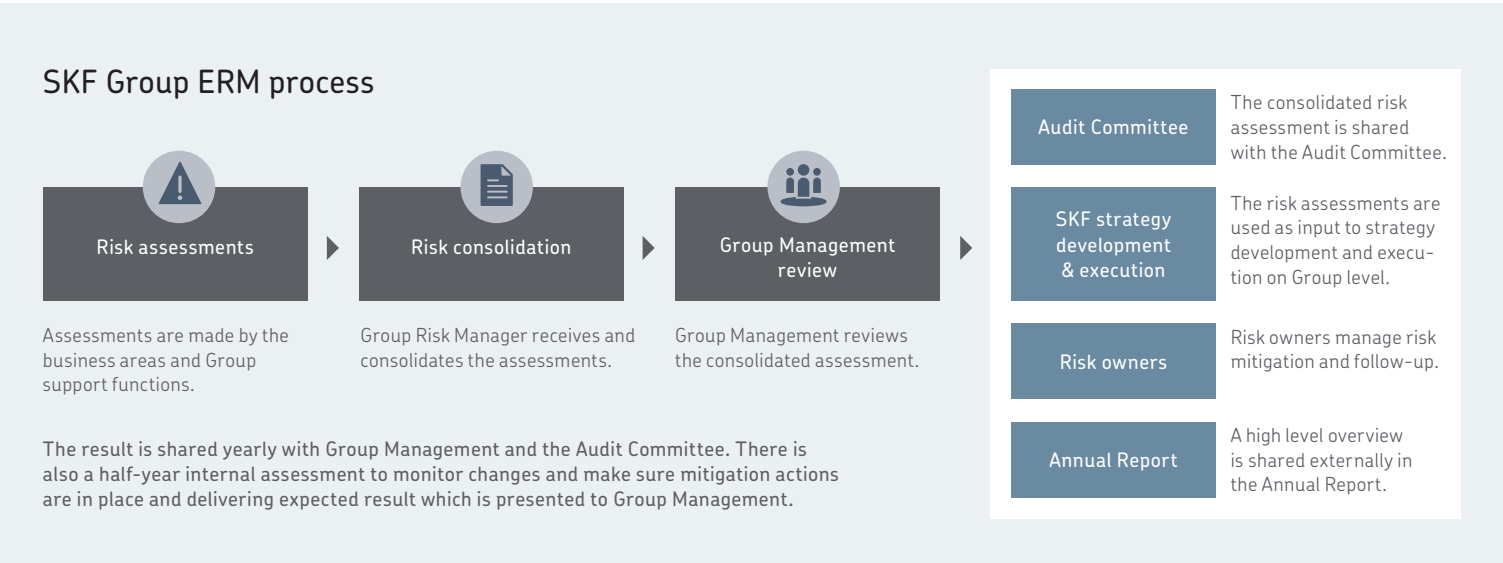 SKF Group ERM process
Risk assessments
Assessments are made by the
business areas and Group
support functions.
Risk consolidation
Group Risk Manager receives and
consolidates the assessments.
Group Management
review
Group Management reviews
the consolidated assessment.
The result is shared yearly with Group Management and the Audit Committee. There is
also a half-year internal assessment to monitor changes and make sure mitigation actions
are in place and delivering expected result which is presented to Group Management.
Audit Committee
The consolidated risk
assessment is shared
with the Audit Committee.
SKF strategy
development
& execution
The risk assessments are
used as input to strategy
development and execu-
tion on Group level.
Risk owners
Risk owners manage risk
mitigation and follow-up.
Annual Report
A high level overview
is shared externally in
the Annual Report.